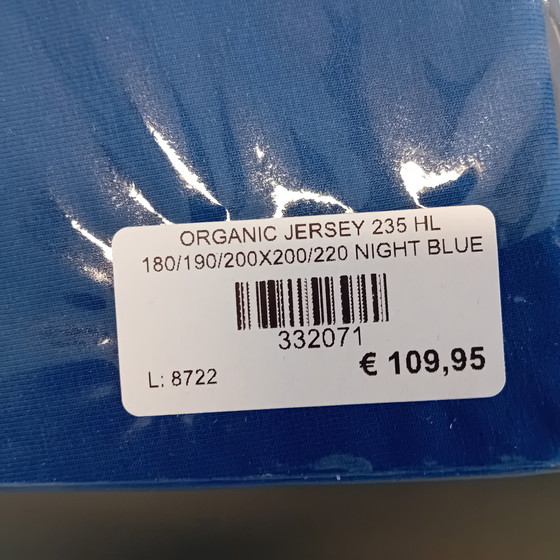 ORGANIC JERSEY 235 HL
180/190/200X200/220 NIGHT BLUE
332071
€ 109,95
L: 8722